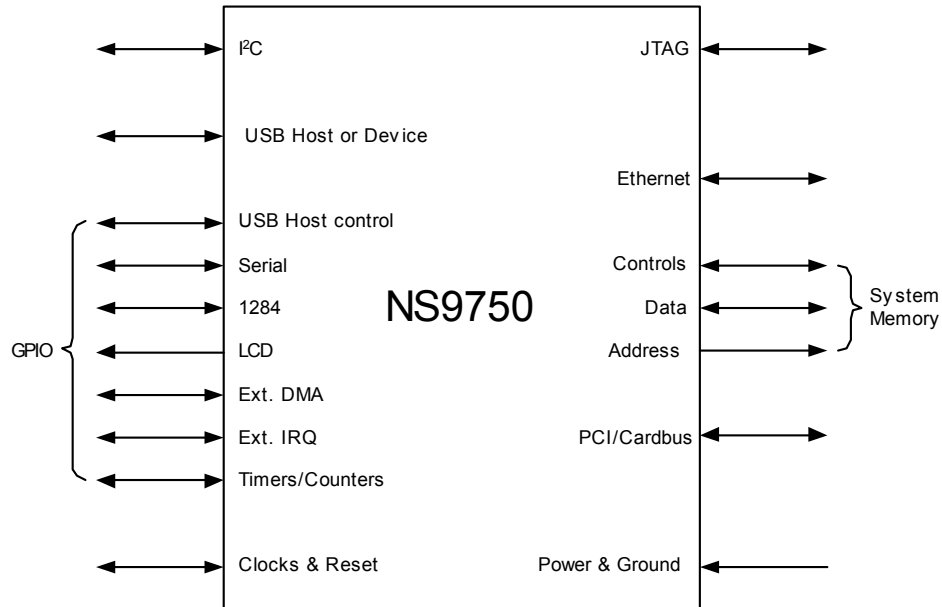 I²C
USB Host or Device
USB Host control
Serial
1284
LCD
Ext. DMA
Ext. IRQ
Timers/Counters
Clocks & Reset
GPIO
NS9750
JTAG
Ethernet
Controls
Data
Address
PCI/Cardbus
Power & Ground
System
Memory